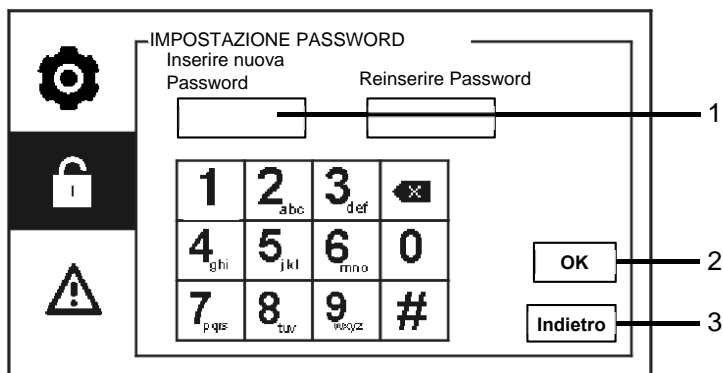 IMPOSTAZIONE PASSWORD
Inserire nuova
Password
Reinserire Password
1
1 2abc 3def X
4ghi 5jkl 6mno 0
OK
2
7pqrs 8tuv 9wxyz #
Indietro
3